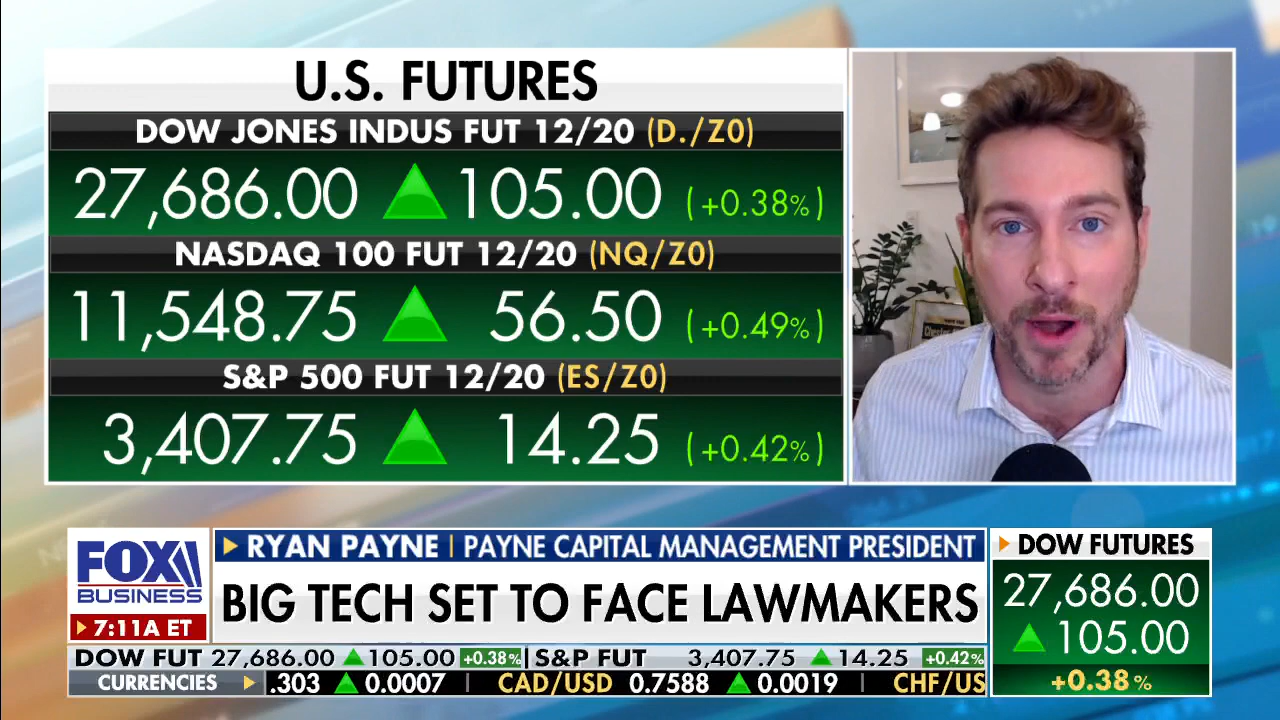 U.S. FUTURES
DOW JONES INDUS FUT 12/20 (D./Z0)
27,686.00 ▲ 105.00 (+0.38%)
NASDAQ 100 FUT 12/20 (NQ/Z0)
11,548.75 ▲ 56.50 (+0.49%)
S&P 500 FUT 12/20 (ES/Z0)
3,407.75 ▲ 14.25 (+0.42%)
FOX
BUSINESS
7:11A ET
RYAN PAYNE | PAYNE CAPITAL MANAGEMENT PRESIDENT
BIG TECH SET TO FACE LAWMAKERS
DOW FUTURES
27,686.00
▲ 105.00
+0.38%
DOW FUT 27,686.00 ▲ 105.00 +0.38% | S&P FUT 3,407.75 ▲ 14.25 +0.42%
CURRENCIES .303 ▲ 0.0007 | CAD/USD 0.7588 ▲ 0.0019 | CHF/US